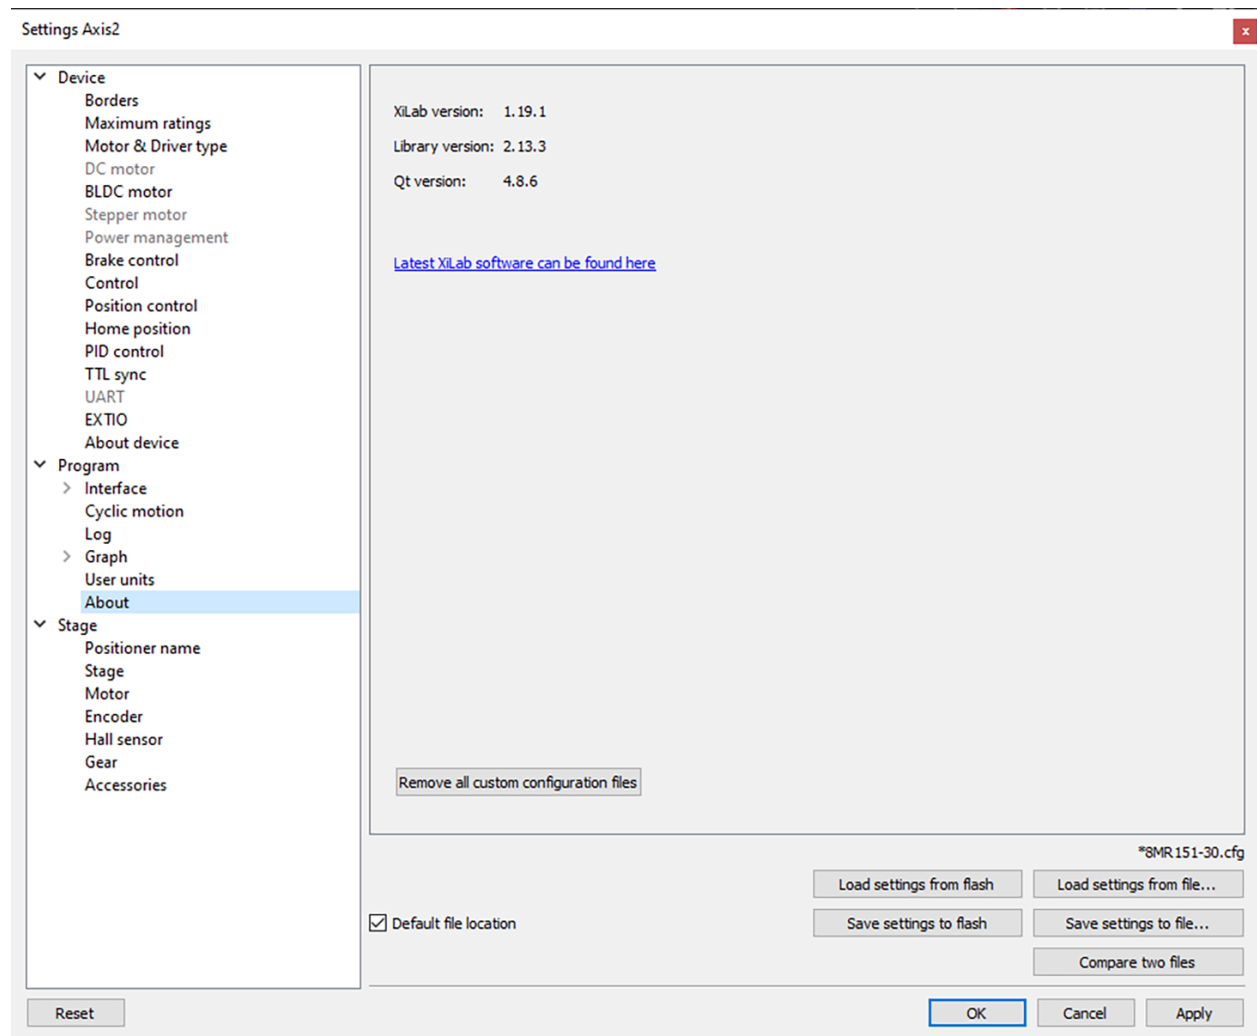 Settings Axis2
x
Device
Borders
Maximum ratings
Motor & Driver type
DC motor
BLDC motor
Stepper motor
Power management
Brake control
Control
Position control
Home position
PID control
TTL sync
UART
EXTIO
About device
Program
Interface
Cyclic motion
Log
Graph
User units
About
Stage
Positioner name
Stage
Motor
Encoder
Hall sensor
Gear
Accessories
XiLab version: 1.19.1
Library version: 2.13.3
Qt version: 4.8.6
Latest XiLab software can be found here
Remove all custom configuration files
*8MR151-30.cfg
Load settings from flash Load settings from file...
Default file location Save settings to flash Save settings to file...
Compare two files
Reset OK Cancel Apply